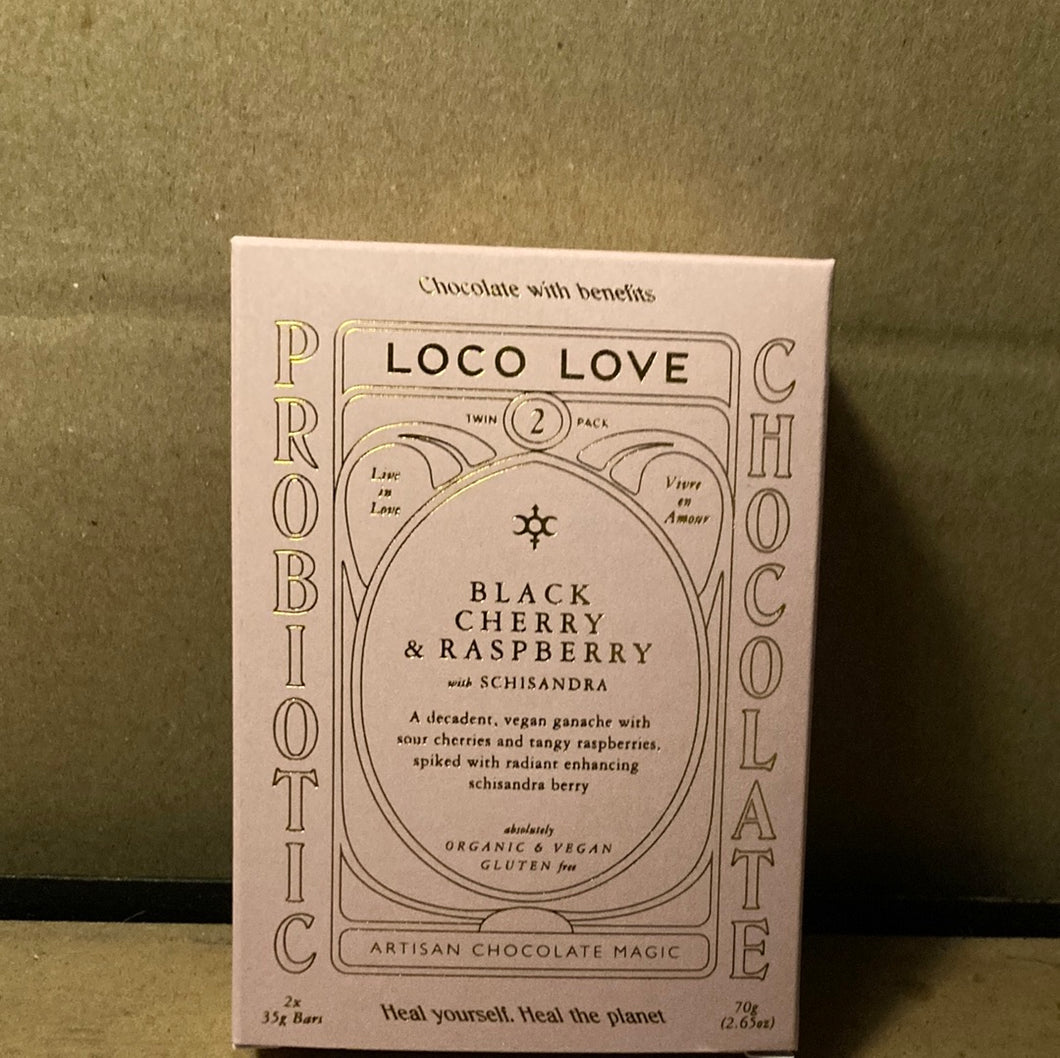 Chocolate with benefits
PROBIOTIC
CHOCOLATE
LOCO LOVE
TWIN 2 PACK
Live
in
Love
Vivre
en
Amour
BLACK
CHERRY
& RASPBERRY
with SCHISANDRA
A decadent, vegan ganache with
sour cherries and tangy raspberries,
spiked with radiant enhancing
schisandra berry
absolutely
ORGANIC & VEGAN
GLUTEN free
ARTISAN CHOCOLATE MAGIC
2x
35g Bars
Heal yourself. Heal the planet
70g
(2.65oz)